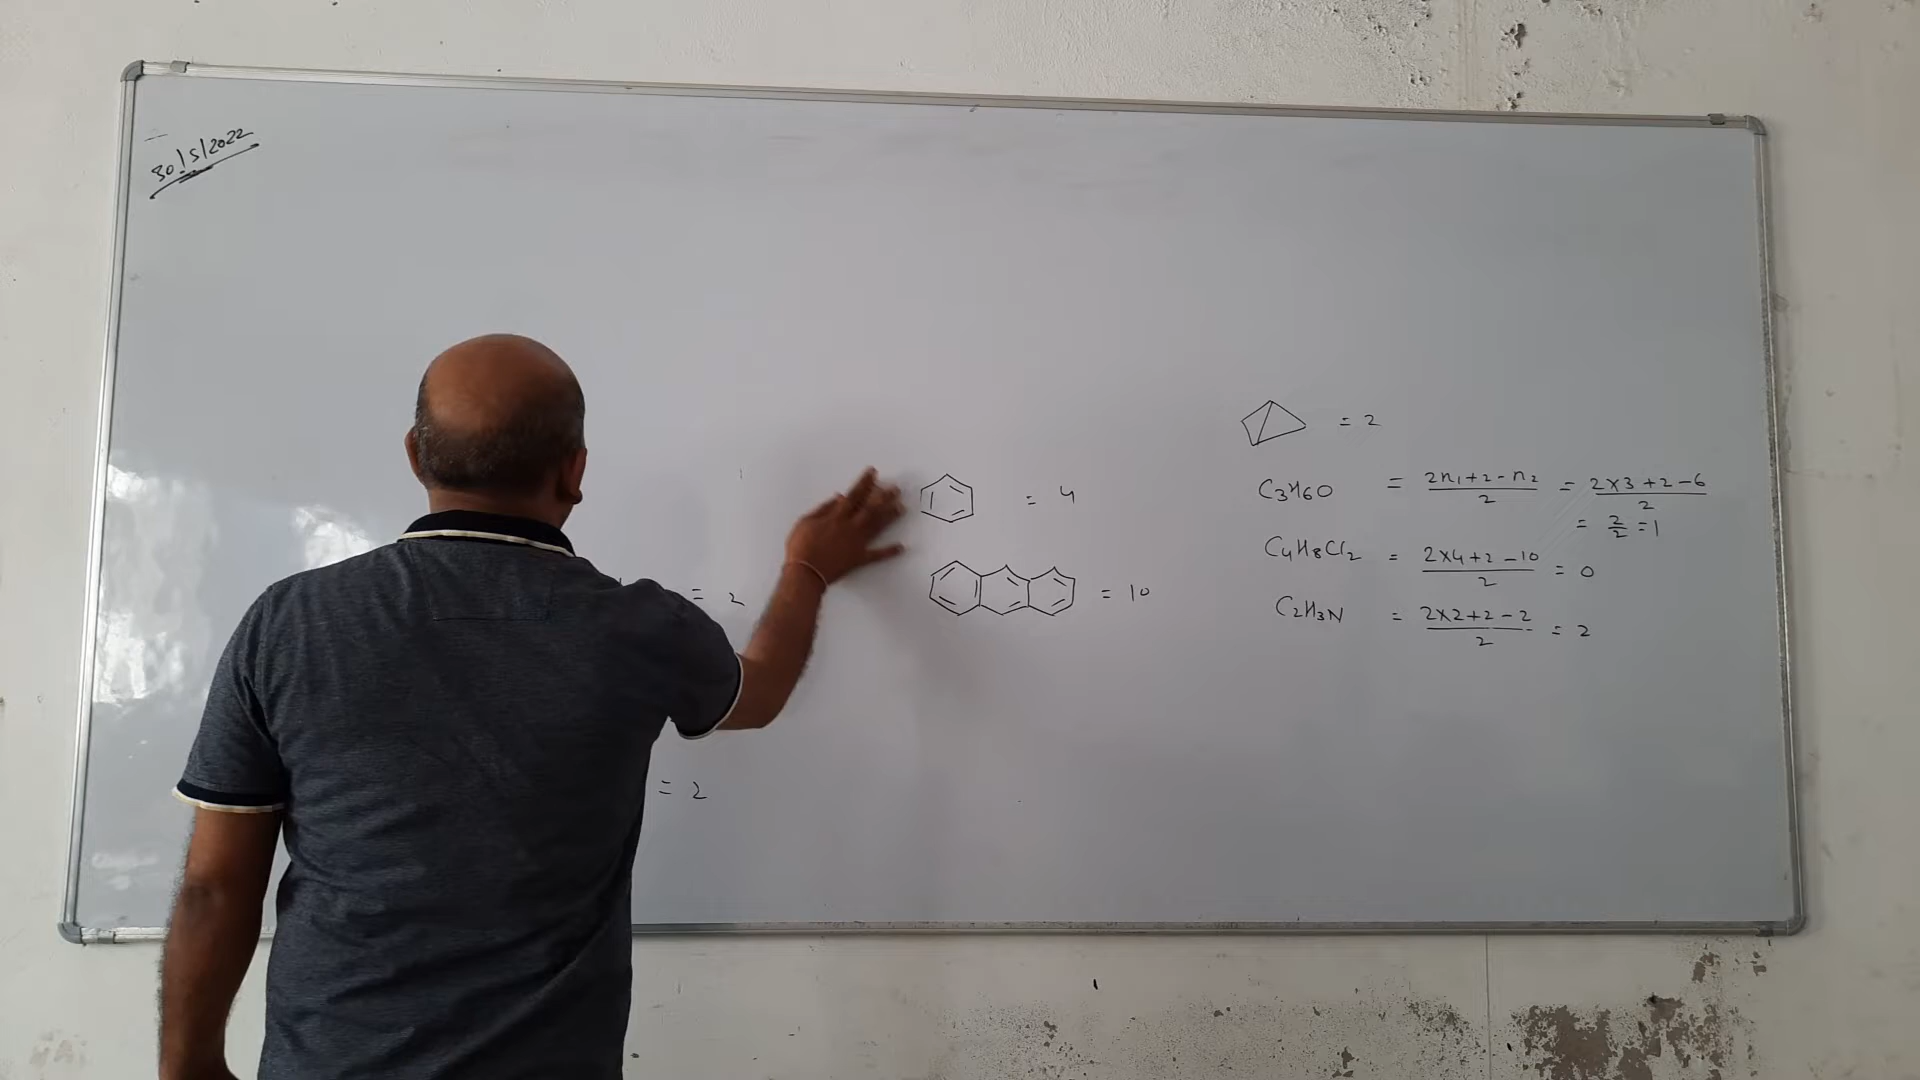 30/5/2022
= 2
= 2
= 4
= 10
= 2
C3H6O = (2n1+2-n2)/2 = (2×3+2-6)/2
= 2/2 = 1
C4H8Cl2 = (2×4+2-10)/2 = 0
C2H3N = (2×2+2-2)/2 = 2